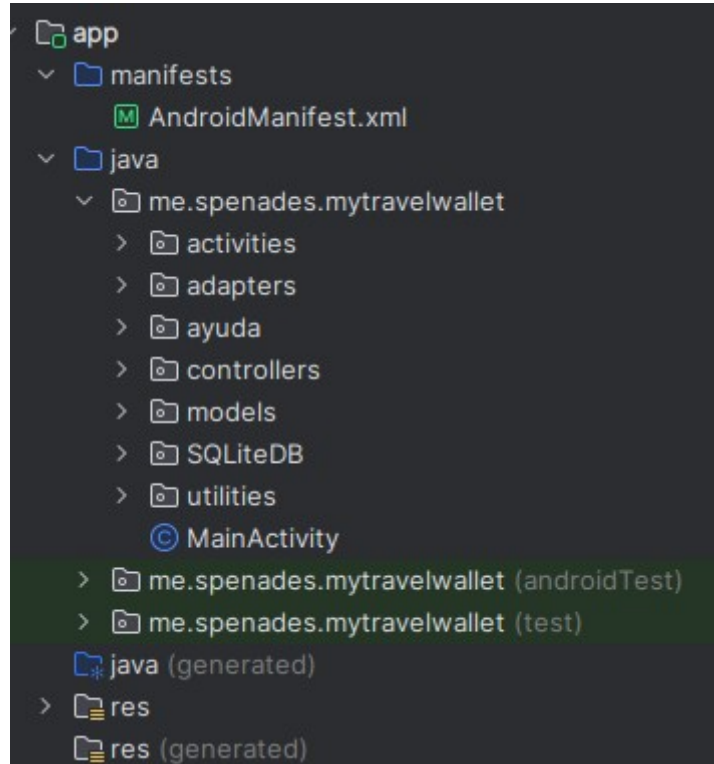 app
manifests
AndroidManifest.xml
java
me.spenades.mytravelwallet
activities
adapters
ayuda
controllers
models
SQLiteDB
utilities
MainActivity
me.spenades.mytravelwallet (androidTest)
me.spenades.mytravelwallet (test)
java (generated)
res
res (generated)